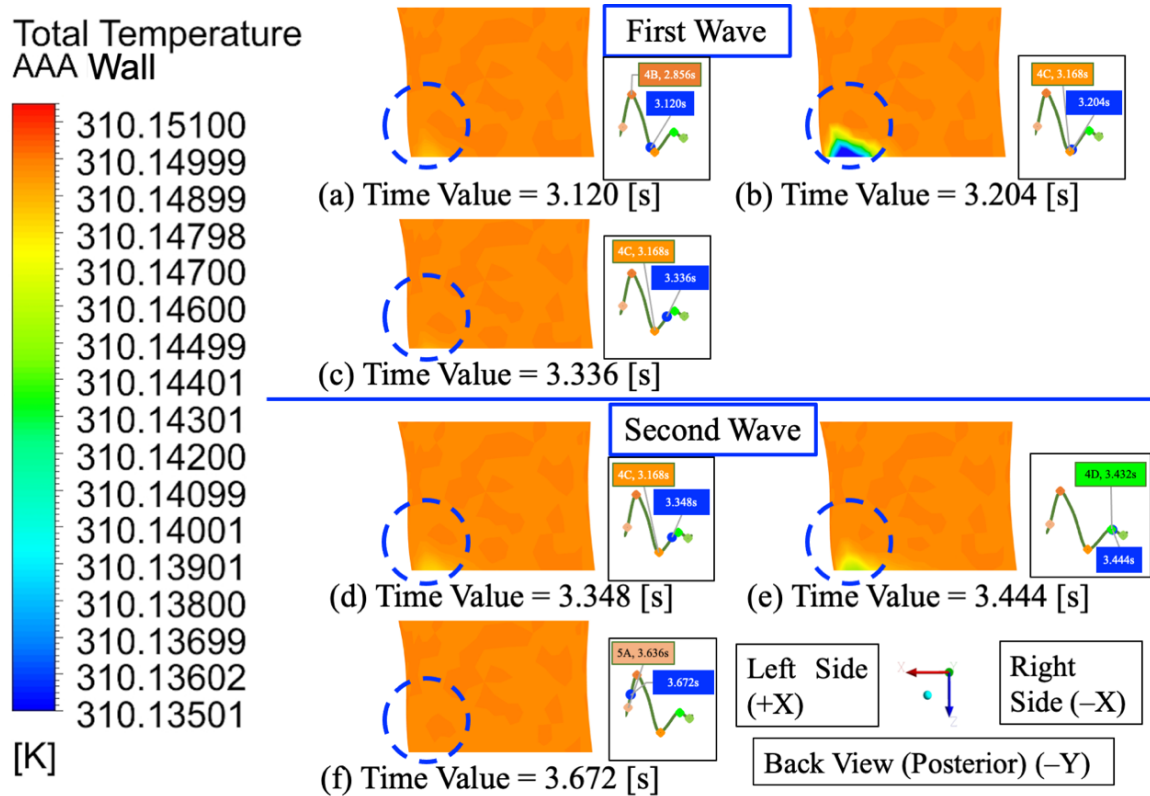 Total Temperature
AAA Wall
310.15100
310.14999
310.14899
310.14798
310.14700
310.14600
310.14499
310.14401
310.14301
310.14200
310.14099
310.14001
310.13901
310.13800
310.13699
310.13602
310.13501
[K]
First Wave
4B, 2.856s
3.120s
(a) Time Value = 3.120 [s]
4C, 3.168s
3.204s
(b) Time Value = 3.204 [s]
4C, 3.168s
3.336s
(c) Time Value = 3.336 [s]
Second Wave
4C, 3.168s
3.348s
(d) Time Value = 3.348 [s]
4D, 3.432s
3.444s
(e) Time Value = 3.444 [s]
5A, 3.636s
3.672s
(f) Time Value = 3.672 [s]
Left Side
(+X)
X
Y
Z
Right
Side (–X)
Back View (Posterior) (–Y)